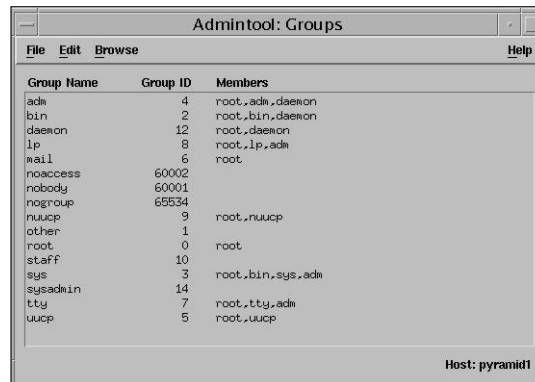 Admintool: Groups
File Edit Browse Help
Group Name Group ID Members
adm 4 root,adm,daemon
bin 2 root,bin,daemon
daemon 12 root,daemon
lp 8 root,lp,adm
mail 6 root
noaccess 60002
nobody 60001
nogroup 65534
nuucp 9 root,nuucp
other 1
root 0 root
staff 10
sys 3 root,bin,sys,adm
sysadmin 14
tty 7 root,tty,adm
uucp 5 root,uucp
Host: pyramid1